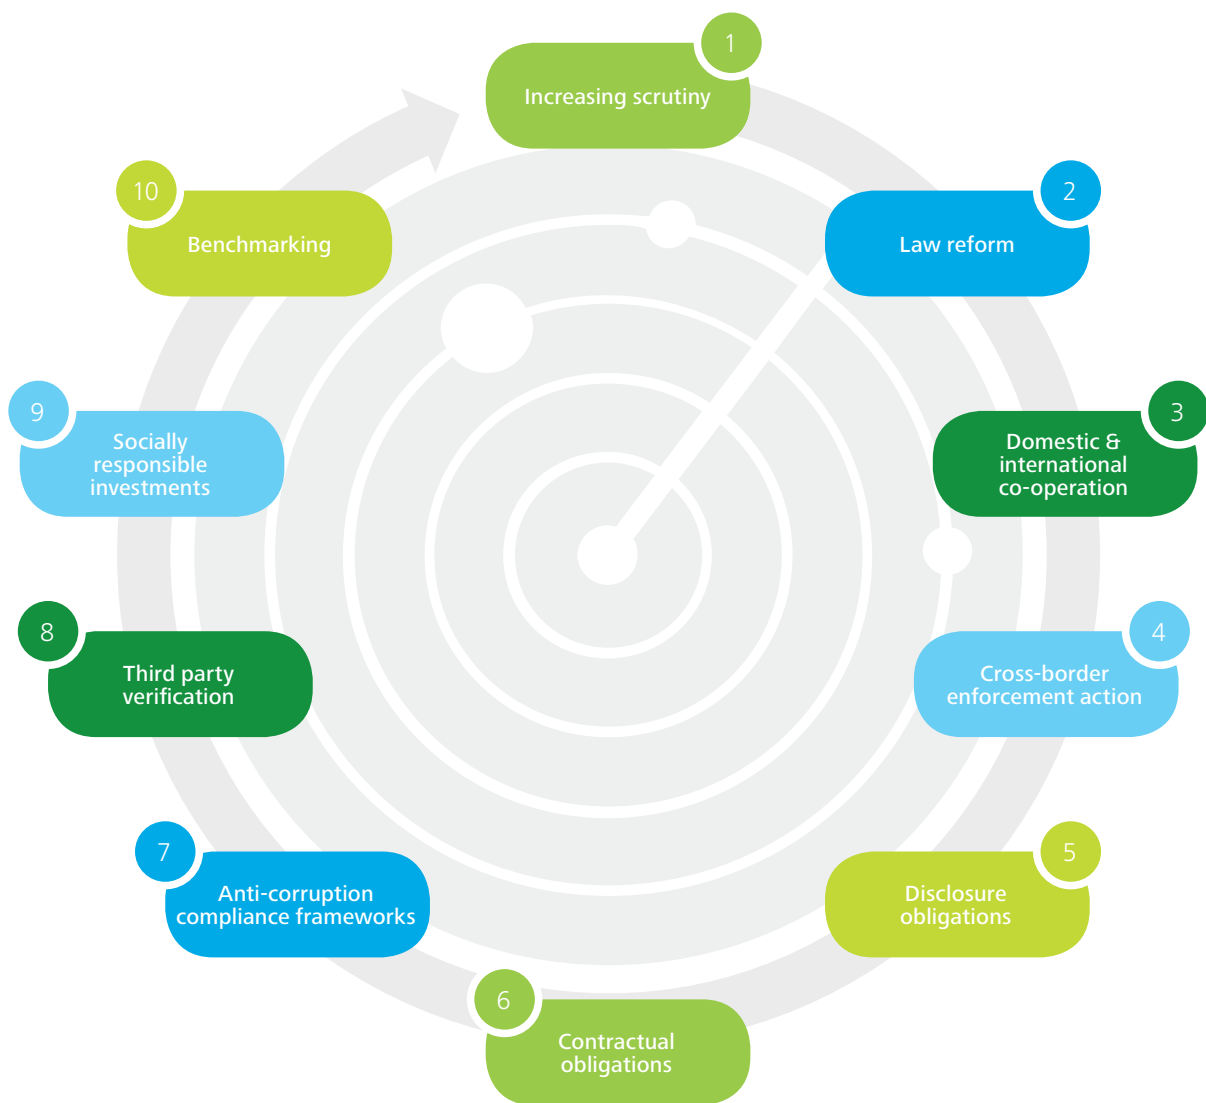 1
Increasing scrutiny
2
Law reform
3
Domestic &
international
co-operation
4
Cross-border
enforcement action
5
Disclosure
obligations
6
Contractual
obligations
7
Anti-corruption
compliance frameworks
8
Third party
verification
9
Socially
responsible
investments
10
Benchmarking